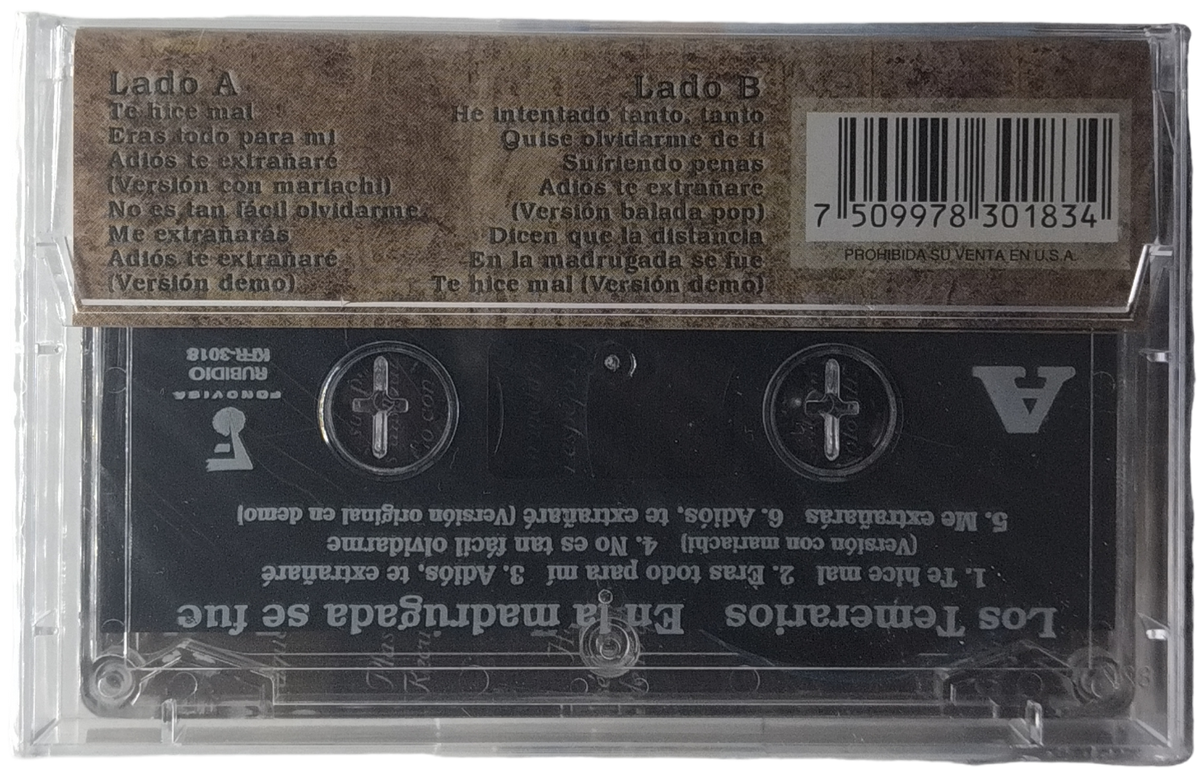 Lado A
Te hice mal
Eras todo para mi
Adiós te extrañaré
(Versión con mariachi)
No es tan fácil olvidarme
Me extrañarás
Adiós te extrañaré
(Versión demo)
Lado B
He intentado tanto, tanto
Quise olvidarme de ti
Sufriendo penas
Adiós te extrañare
(Versión balada pop)
Dicen que la distancia
En la madrugada se fue
Te hice mal (Versión demo)
7 509978 301834
PROHIBIDA SU VENTA EN U.S.A.
Los Temerarios En la madrugada se fue
1. Te hice mal 2. Eras todo para mi 3. Adiós, te extrañaré
(Versión con mariachi) 4. No es tan fácil olvidarme
5. Me extrañarás 6. Adiós, te extrañaré (Versión original en demo)
A
FONOVISA
RUBIDIO
KFR-3018